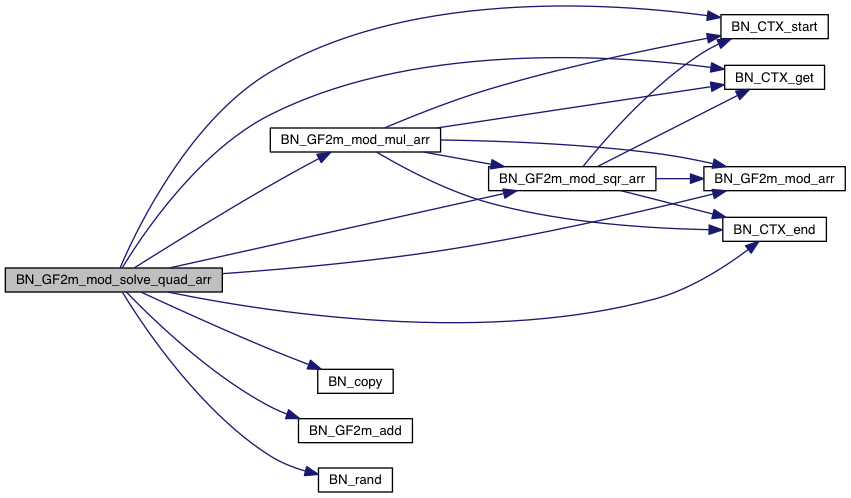 BN_CTX_start
BN_CTX_get
BN_GF2m_mod_mul_arr
BN_GF2m_mod_sqr_arr
BN_GF2m_mod_arr
BN_CTX_end
BN_GF2m_mod_solve_quad_arr
BN_copy
BN_GF2m_add
BN_rand